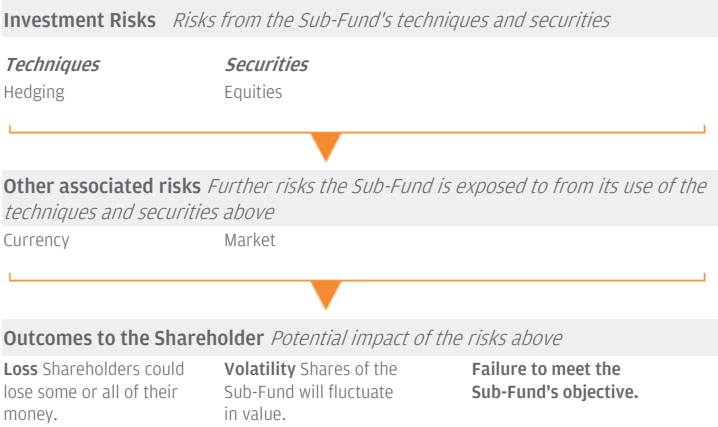 Investment Risks Risks from the Sub-Fund's techniques and securities
Techniques Securities
Hedging Equities
Other associated risks Further risks the Sub-Fund is exposed to from its use of the
techniques and securities above
Currency Market
Outcomes to the Shareholder Potential impact of the risks above
Loss Shareholders could
lose some or all of their
money.
Volatility Shares of the
Sub-Fund will fluctuate
in value.
Failure to meet the
Sub-Fund's objective.